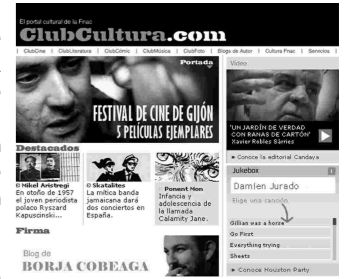 El portal cultural de la Fnac
ClubCultura.com
| ClubCine | ClubLiteratura | ClubCómic | ClubMúsica | ClubFoto | Blogs de Autor | Cultura Fnac | Servicios |
Portada
FESTIVAL DE CINE DE GIJÓN
5 PELÍCULAS EJEMPLARES
Destacados
© Mikel Aristregi
En otoño de 1957
el joven periodista
polaco Ryszard
Kapuscinski...
© Skatalites
La mítica banda
jamaicana dará
dos conciertos en
España.
Ponent Mon
Infancia y
adolescencia de
la llamada
Calamity Jane.
Firma
Blog de
BORJA COBEAGA
Vídeo
'UN JARDÍN DE VERDAD
CON RANAS DE CARTÓN'
Xavier Robles Sárries
Conoce la editorial Candaya
Jukebox
Damien Jurado
Elige una canción
Gillian was a horse
Go First
Everything trying
Sheets
Conoce Houston Party